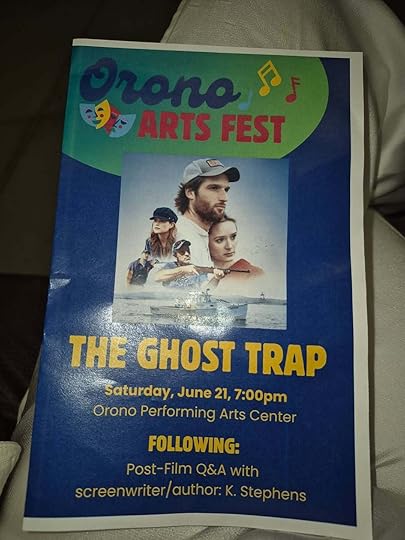 Orono
ARTS FEST
THE GHOST TRAP
Saturday, June 21, 7:00pm
Orono Performing Arts Center
FOLLOWING:
Post-Film Q&A with
screenwriter/author: K. Stephens